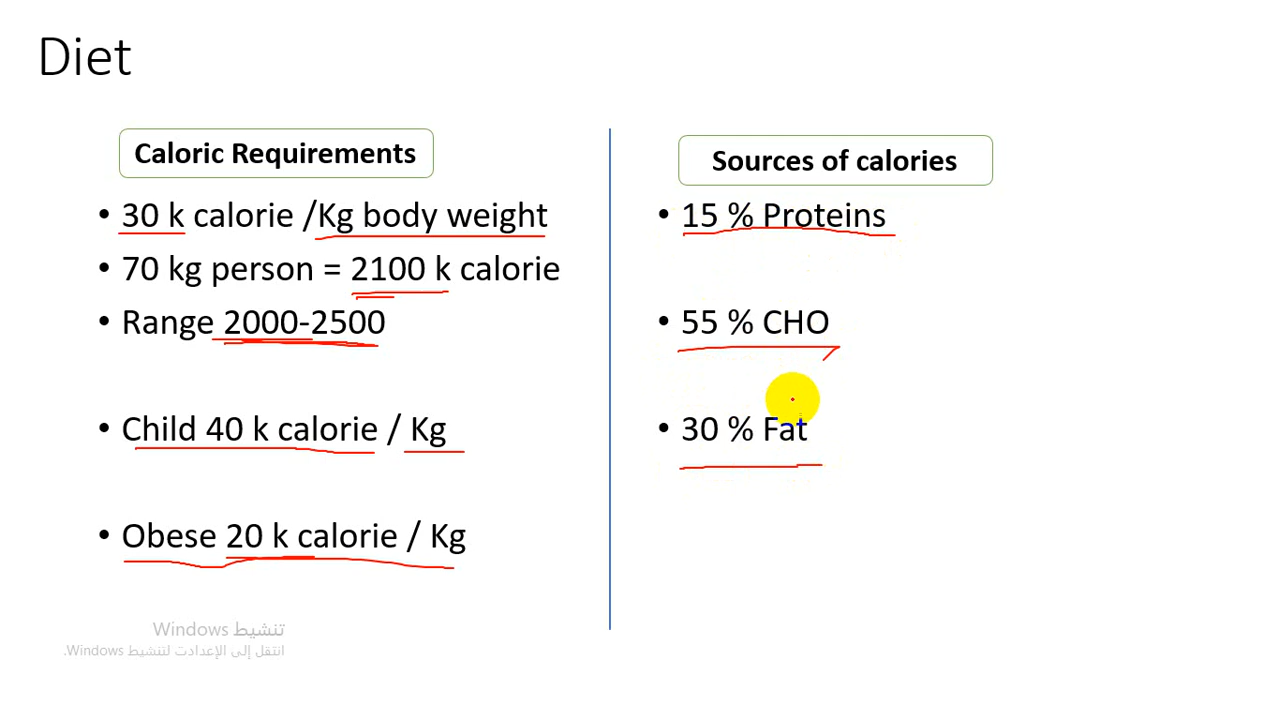 Diet
Caloric Requirements
• 30 k calorie /Kg body weight
• 70 kg person = 2100 k calorie
• Range 2000-2500
• Child 40 k calorie / Kg
• Obese 20 k calorie / Kg
Sources of calories
• 15 % Proteins
• 55 % CHO
• 30 % Fat
تنشيط Windows
انتقل إلى الإعدادت لتنشيط Windows.